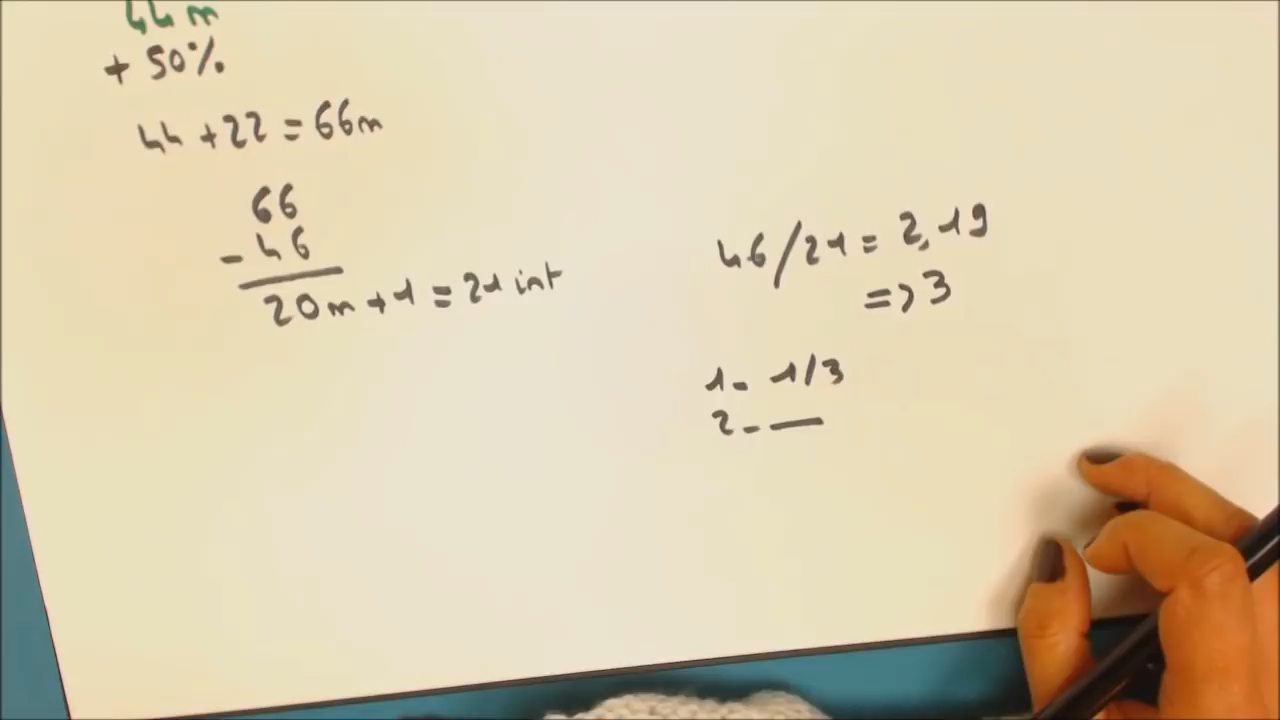 44 m
+ 50%
44 + 22 = 66m
66
- 46
20m + 1 = 21 int
46/21 = 2,19
=> 3
1- 1/3
2- —